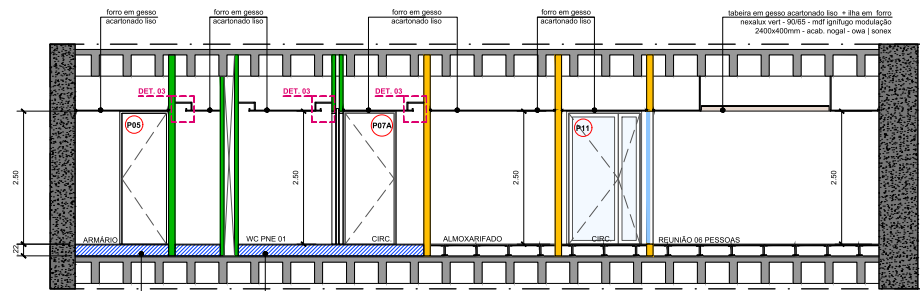 forro em gesso
acartonado liso
forro em gesso
acartonado liso
forro em gesso
acartonado liso
forro em gesso
acartonado liso
tabeira em gesso acartonado liso + ilha em forro
nexalux vert - 90/65 - mdf ignífugo modulação
2400x400mm - acab. nogal - owa | sonex
DET. 03
DET. 03
DET. 03
P05
P07A
P11
2.50
2.50
2.50
2.50
ARMÁRIO
WC PNE 01
CIRC.
ALMOXARIFADO
CIRC.
REUNIÃO 06 PESSOAS
.22